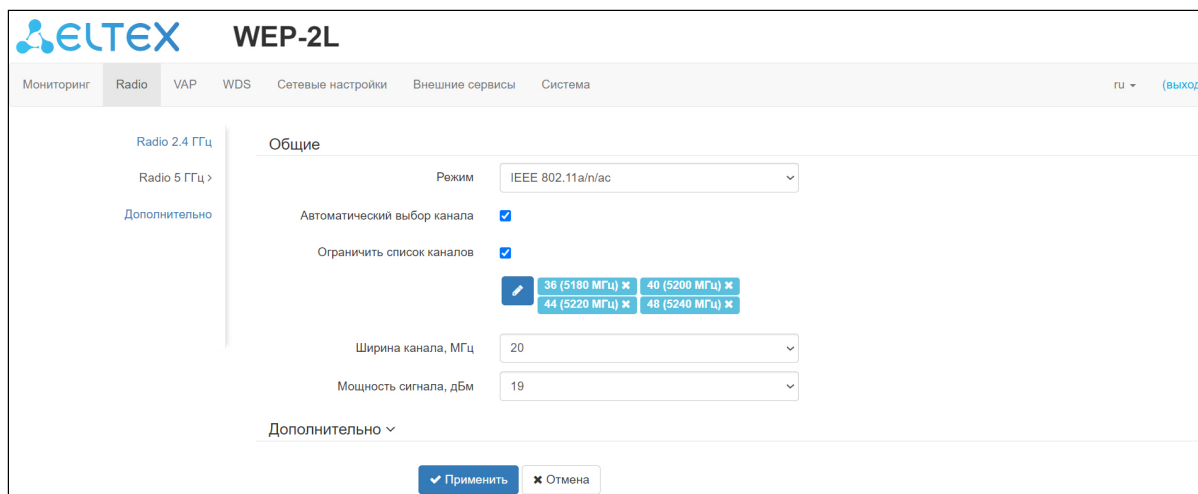 ELTEX WEP-2L
Мониторинг Radio VAP WDS Сетевые настройки Внешние сервисы Система ru (выход
Radio 2.4 ГГц
Radio 5 ГГц >
Дополнительно
Общие
Режим IEEE 802.11a/n/ac
Автоматический выбор канала
Ограничить список каналов
36 (5180 МГц) ✖ 40 (5200 МГц) ✖
44 (5220 МГц) ✖ 48 (5240 МГц) ✖
Ширина канала, МГц 20
Мощность сигнала, дБм 19
Дополнительно
✔ Применить ✖ Отмена